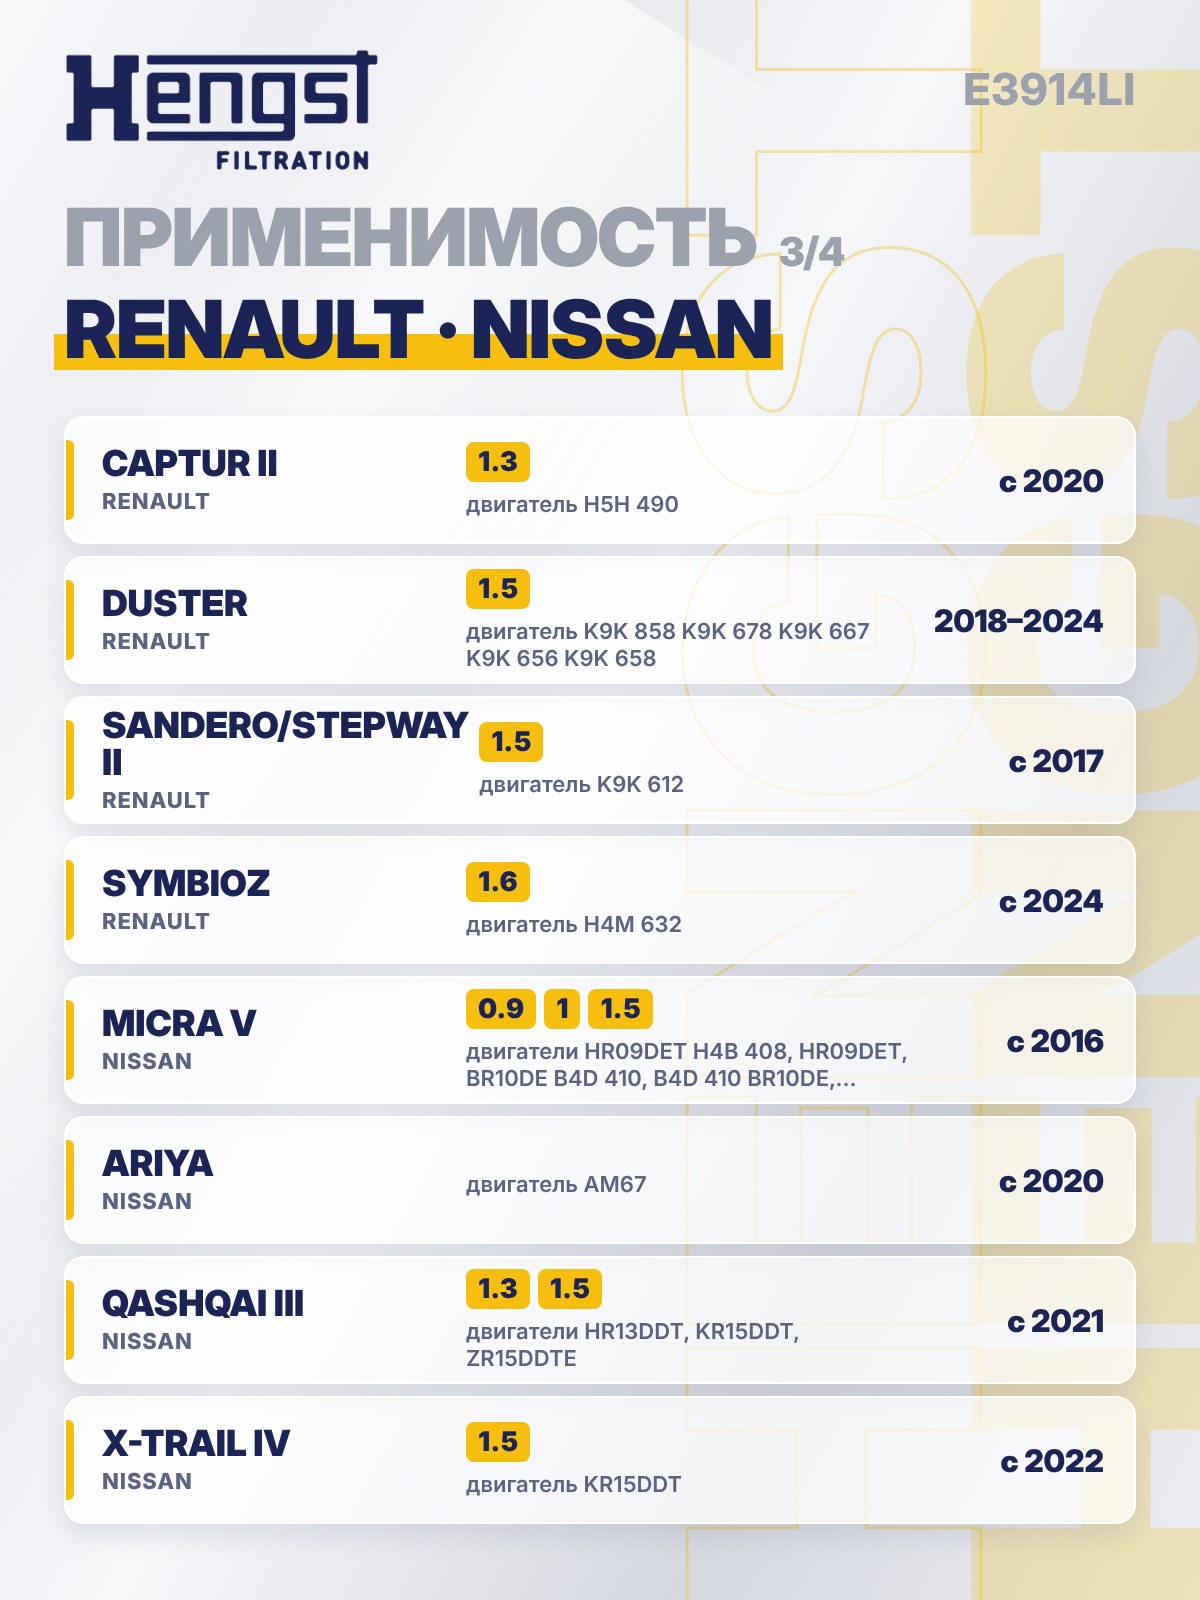 Hengst
FILTRATION
E3914LI
ПРИМЕНИМОСТЬ 3/4
RENAULT · NISSAN
CAPTUR II
RENAULT
1.3
двигатель H5H 490
с 2020
DUSTER
RENAULT
1.5
двигатель K9K 858 K9K 678 K9K 667
K9K 656 K9K 658
2018–2024
SANDERO/STEPWAY
II
RENAULT
1.5
двигатель K9K 612
с 2017
SYMBIOZ
RENAULT
1.6
двигатель H4M 632
с 2024
MICRA V
NISSAN
0.9 1 1.5
двигатели HR09DET H4B 408, HR09DET,
BR10DE B4D 410, B4D 410 BR10DE,...
с 2016
ARIYA
NISSAN
двигатель AM67
с 2020
QASHQAI III
NISSAN
1.3 1.5
двигатели HR13DDT, KR15DDT,
ZR15DDTE
с 2021
X-TRAIL IV
NISSAN
1.5
двигатель KR15DDT
с 2022
HENGST
HENGST